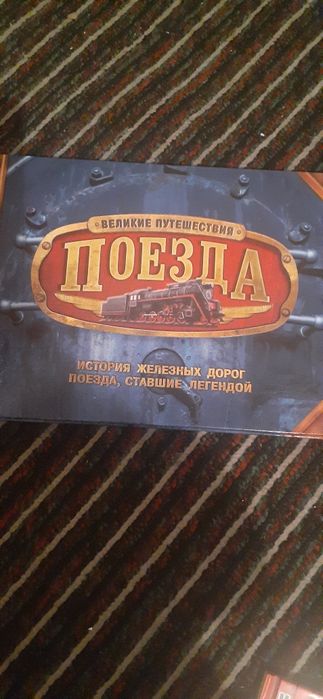 ВЕЛИКИЕ ПУТЕШЕСТВИЯ
ПОЕЗДА
ИСТОРИЯ ЖЕЛЕЗНЫХ ДОРОГ
ПОЕЗДА, СТАВШИЕ ЛЕГЕНДОЙ